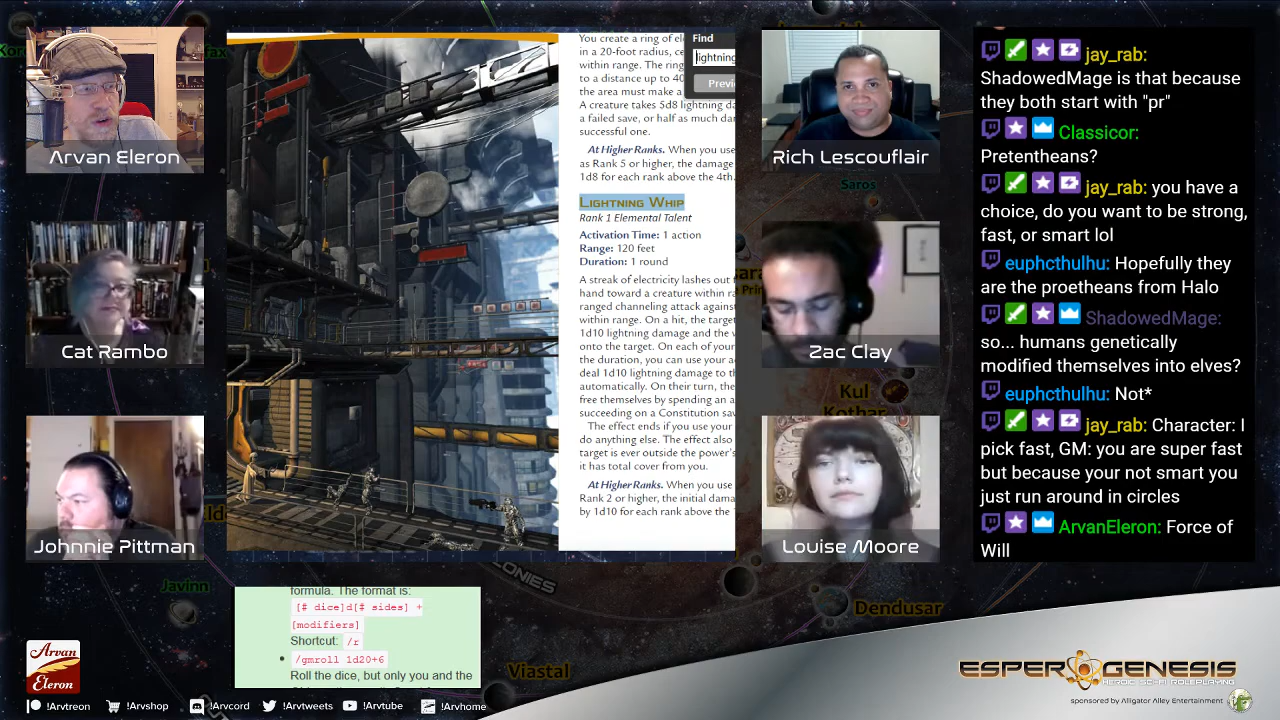 Arvan Eleron
Cat Rambo
Johnnie Pittman
You create a ring of el
in a 20-foot radius, ce
within range. The ring
to a distance up to 40
the area must make a
A creature takes 5d8 lightning da
a failed save, or half as much dam
successful one.
At Higher Ranks. When you use
as Rank 5 or higher, the damage
1d8 for each rank above the 4th.
Lightning Whip
Rank 1 Elemental Talent
Activation Time: 1 action
Range: 120 feet
Duration: 1 round
A streak of electricity lashes out f
hand toward a creature within ra
ranged channeling attack against
within range. On a hit, the target
1d10 lightning damage and the w
onto the target. On each of your
the duration, you can use your ac
deal 1d10 lightning damage to th
automatically. On their turn, the
free themselves by spending an a
succeeding on a Constitution sav
The effect ends if you use your
do anything else. The effect also
target is ever outside the power's
it has total cover from you.
At Higher Ranks. When you use
Rank 2 or higher, the initial dama
by 1d10 for each rank above the
Find
lightning
Previ
Rich Lescouflair
Zac Clay
Louise Moore
jay_rab:
ShadowedMage is that because
they both start with "pr"
Classicor:
Pretentheans?
jay_rab: you have a
choice, do you want to be strong,
fast, or smart lol
euphcthulhu: Hopefully they
are the proetheans from Halo
ShadowedMage:
so... humans genetically
modified themselves into elves?
euphcthulhu: Not*
jay_rab: Character: I
pick fast, GM: you are super fast
but because your not smart you
just run around in circles
ArvanEleron: Force of
Will
Saros
Kul
Kothar
Javinn
LONIES
Dendusar
Viastal
formula. The format is:
[# dice]d[# sides] +
[modifiers]
Shortcut: /r
/gmroll 1d20+6
Roll the dice, but only you and the
Arvan
Eleron
Arvtreon
Arvshop
Arvcord
Arvtweets
Arvtube
Arvhome
ESPER GENESIS
HEROIC SCI-FI ROLEPLAYING
sponsored by Alligator Alley Entertainment